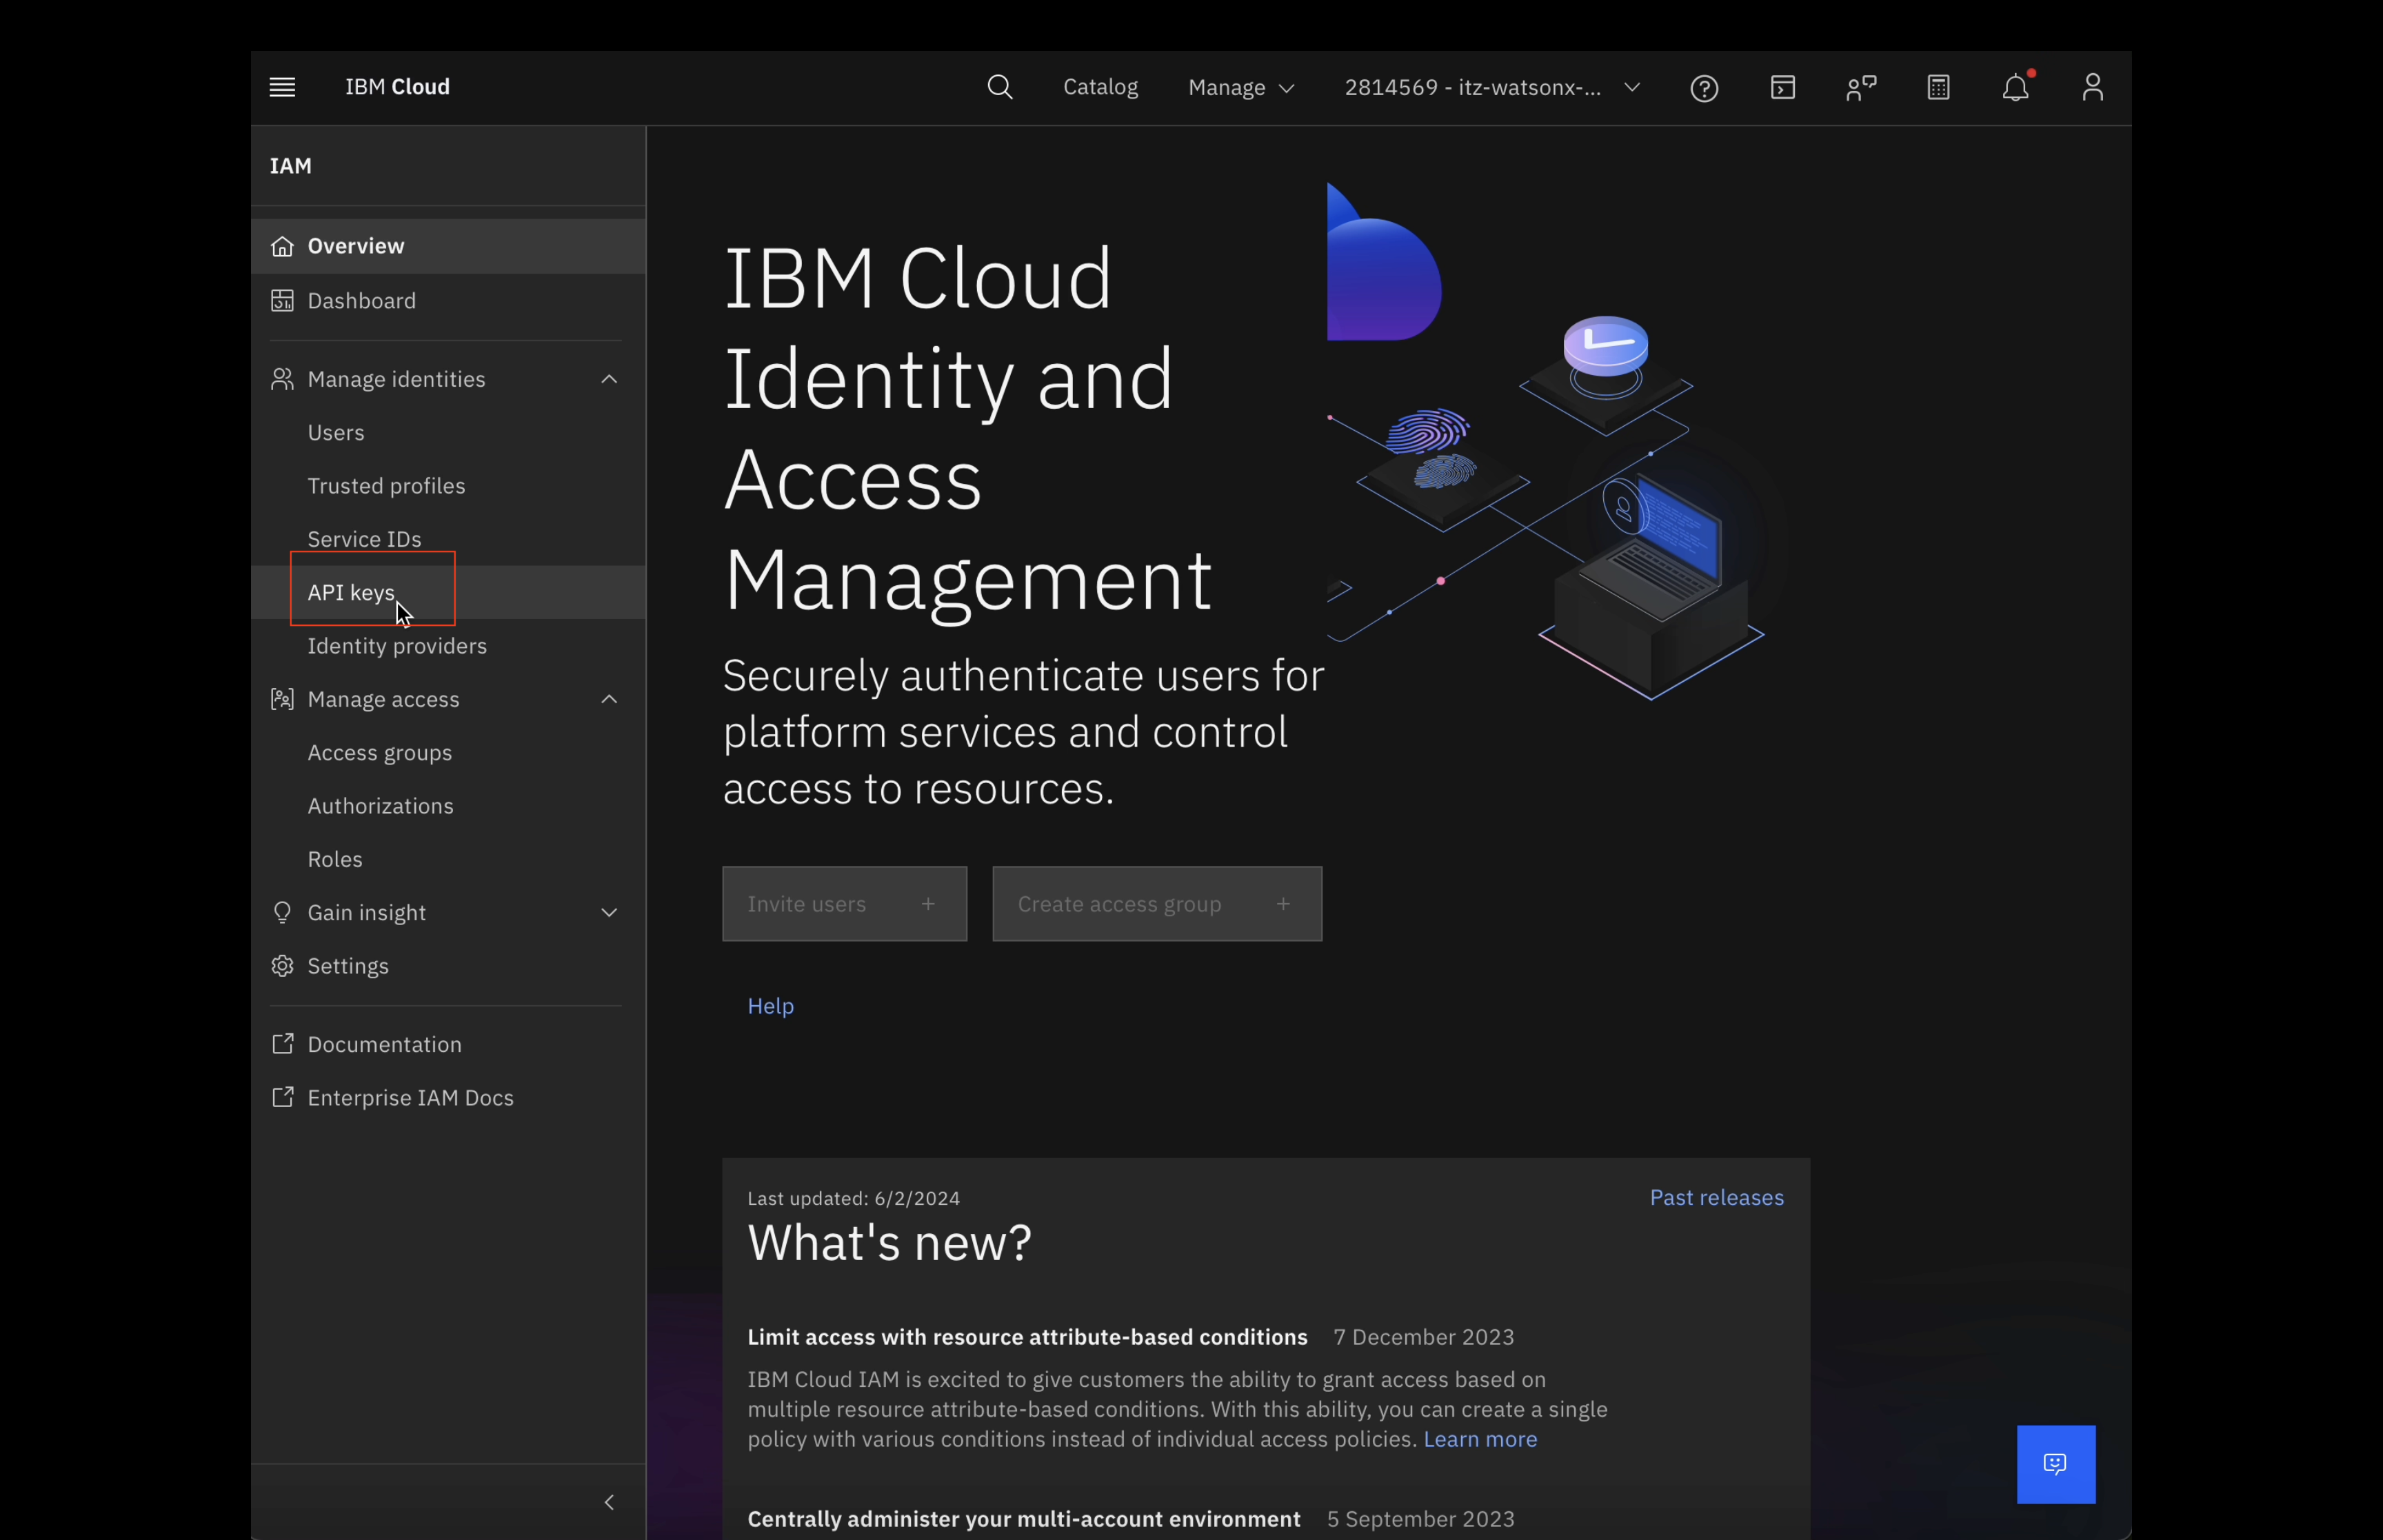 IBM Cloud
Catalog
Manage
2814569 - itz-watsonx-...
IAM
Overview
Dashboard
Manage identities
Users
Trusted profiles
Service IDs
API keys
Identity providers
Manage access
Access groups
Authorizations
Roles
Gain insight
Settings
Documentation
Enterprise IAM Docs
IBM Cloud
Identity and
Access
Management
Securely authenticate users for
platform services and control
access to resources.
Invite users +
Create access group +
Help
Last updated: 6/2/2024
Past releases
What's new?
Limit access with resource attribute-based conditions 7 December 2023
IBM Cloud IAM is excited to give customers the ability to grant access based on
multiple resource attribute-based conditions. With this ability, you can create a single
policy with various conditions instead of individual access policies. Learn more
Centrally administer your multi-account environment 5 September 2023